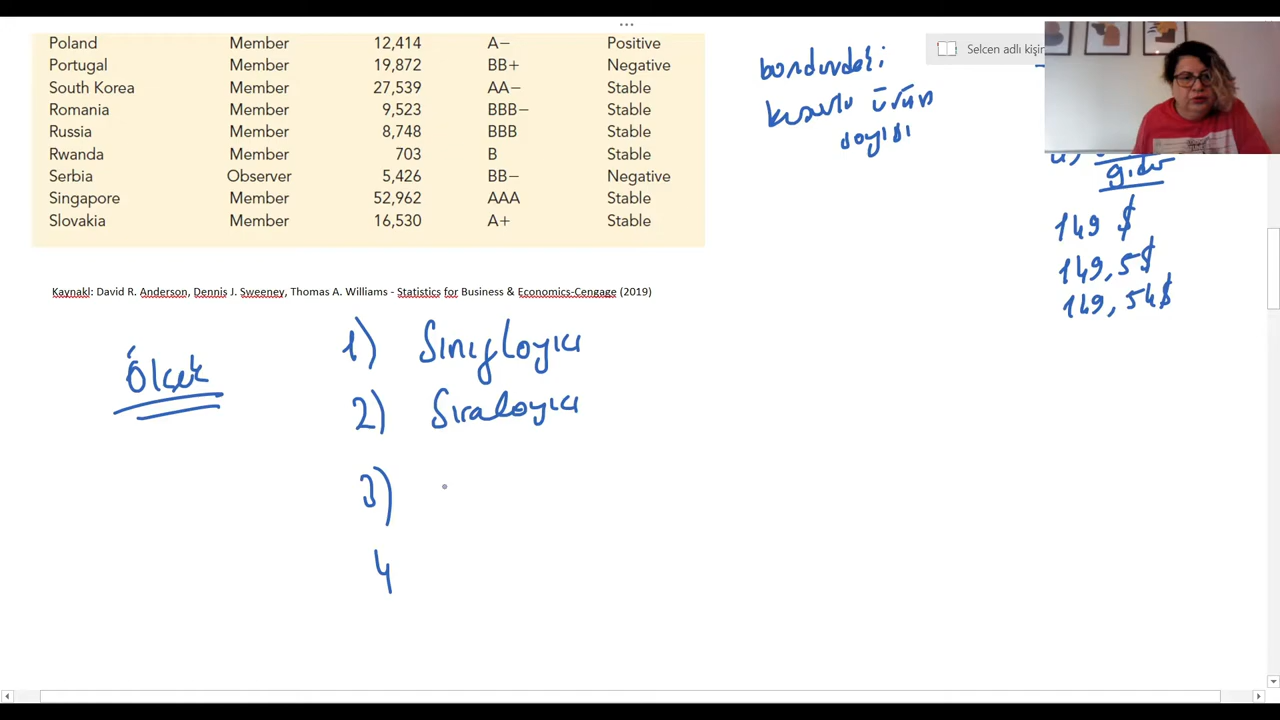 Poland Member 12,414 A− Positive
Portugal Member 19,872 BB+ Negative
South Korea Member 27,539 AA− Stable
Romania Member 9,523 BBB− Stable
Russia Member 8,748 BBB Stable
Rwanda Member 703 B Stable
Serbia Observer 5,426 BB− Negative
Singapore Member 52,962 AAA Stable
Slovakia Member 16,530 A+ Stable
Kaynakl: David R. Anderson, Dennis J. Sweeney, Thomas A. Williams - Statistics for Business & Economics-Cengage (2019)
Ölçek
1) Sınıflayıcı
2) Sıralayıcı
3)
4
bandındaki
kusurlu ürün
sayısı
Selcen adlı kişin
gider
149 $
149,5$
149,54$